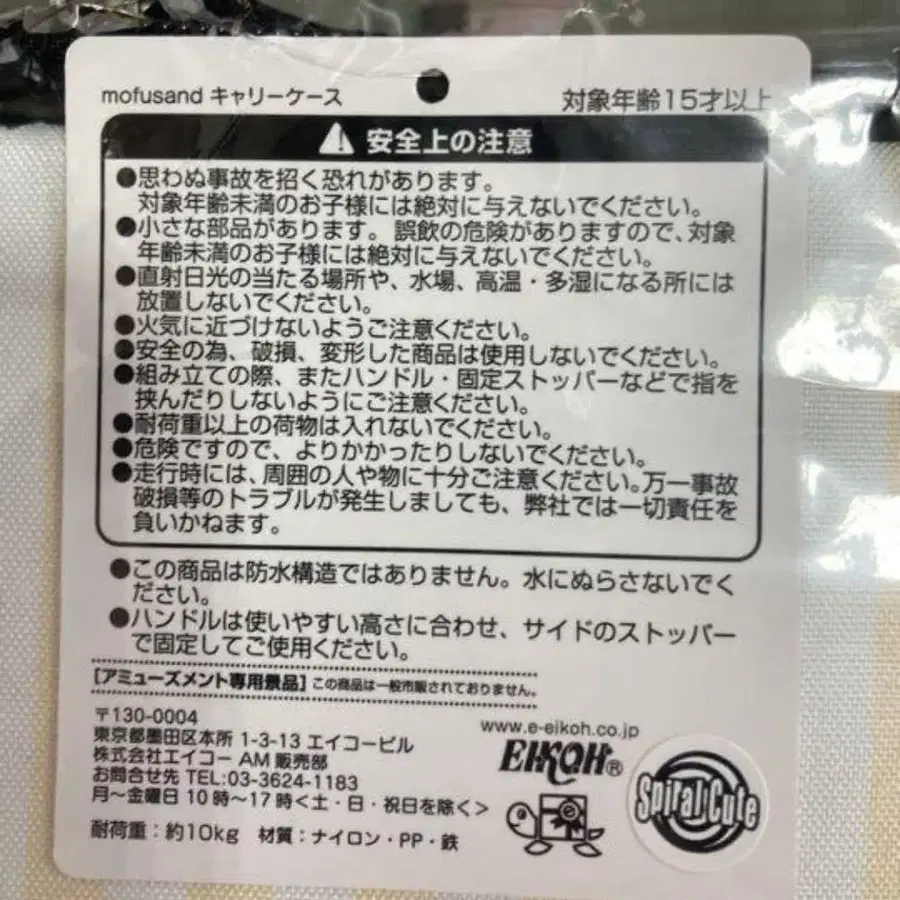 mofusand キャリーケース
対象年齢15才以上
安全上の注意
●思わぬ事故を招く恐れがあります。
対象年齢未満のお子様には絶対に与えないでください。
●小さな部品があります。誤飲の危険がありますので、対象
年齢未満のお子様には絶対に与えないでください。
●直射日光の当たる場所や、水場、高温・多湿になる所には
放置しないでください。
●火気に近づけないようご注意ください。
●安全の為、破損、変形した商品は使用しないでください。
●組み立ての際、またハンドル・固定ストッパーなどで指を
挟んだりしないようにご注意ください。
●耐荷重以上の荷物は入れないでください。
●危険ですので、よりかかったりしないでください。
●走行時には、周囲の人や物に十分ご注意ください。万一事故
破損等のトラブルが発生しましても、弊社では一切責任を
負いかねます。
●この商品は防水構造ではありません。水にぬらさないでく
ださい。
●ハンドルは使いやすい高さに合わせ、サイドのストッパー
で固定してご使用ください。
[アミューズメント専用景品] この商品は一般市販されておりません。
〒130-0004
東京都墨田区本所 1-3-13 エイコービル
株式会社エイコー AM 販売部
お問合せ先 TEL:03-3624-1183
月〜金曜日 10時〜17時<土・日・祝日を除く>
耐荷重：約10kg 材質：ナイロン・PP・鉄
www.e-eikoh.co.jp
EIKOH®
Spiral Cute